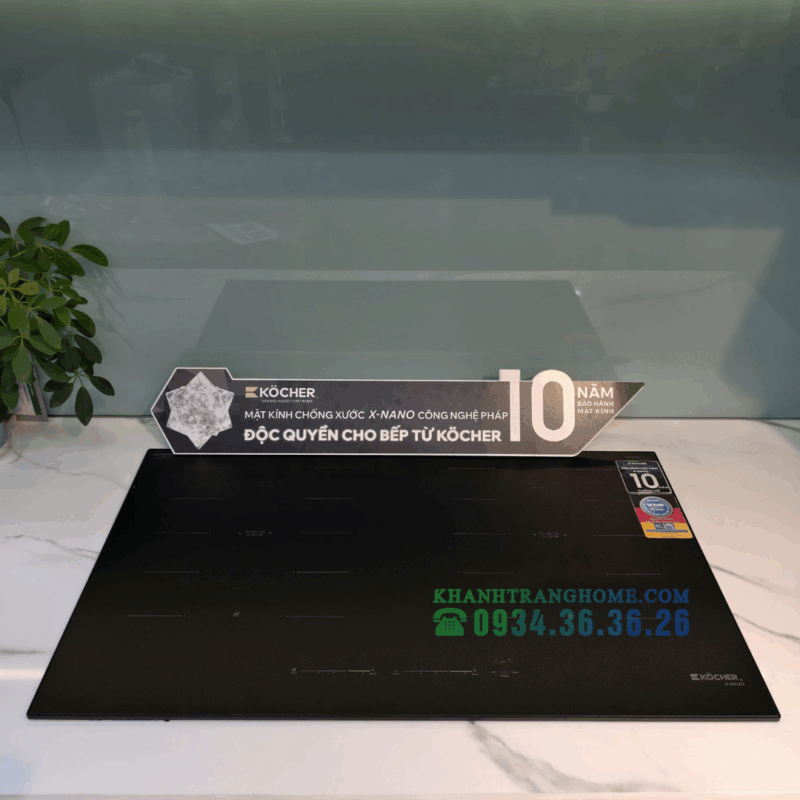 KÖCHER
MẶT KÍNH CHỐNG XƯỚC X-NANO CÔNG NGHỆ PHÁP
ĐỘC QUYỀN CHO BẾP TỪ KÖCHER
10 NĂM
BẢO HÀNH
MẶT KÍNH
10
KHANHTRANGHOME.COM
0934.36.36.26
KÖCHER
X-NANO